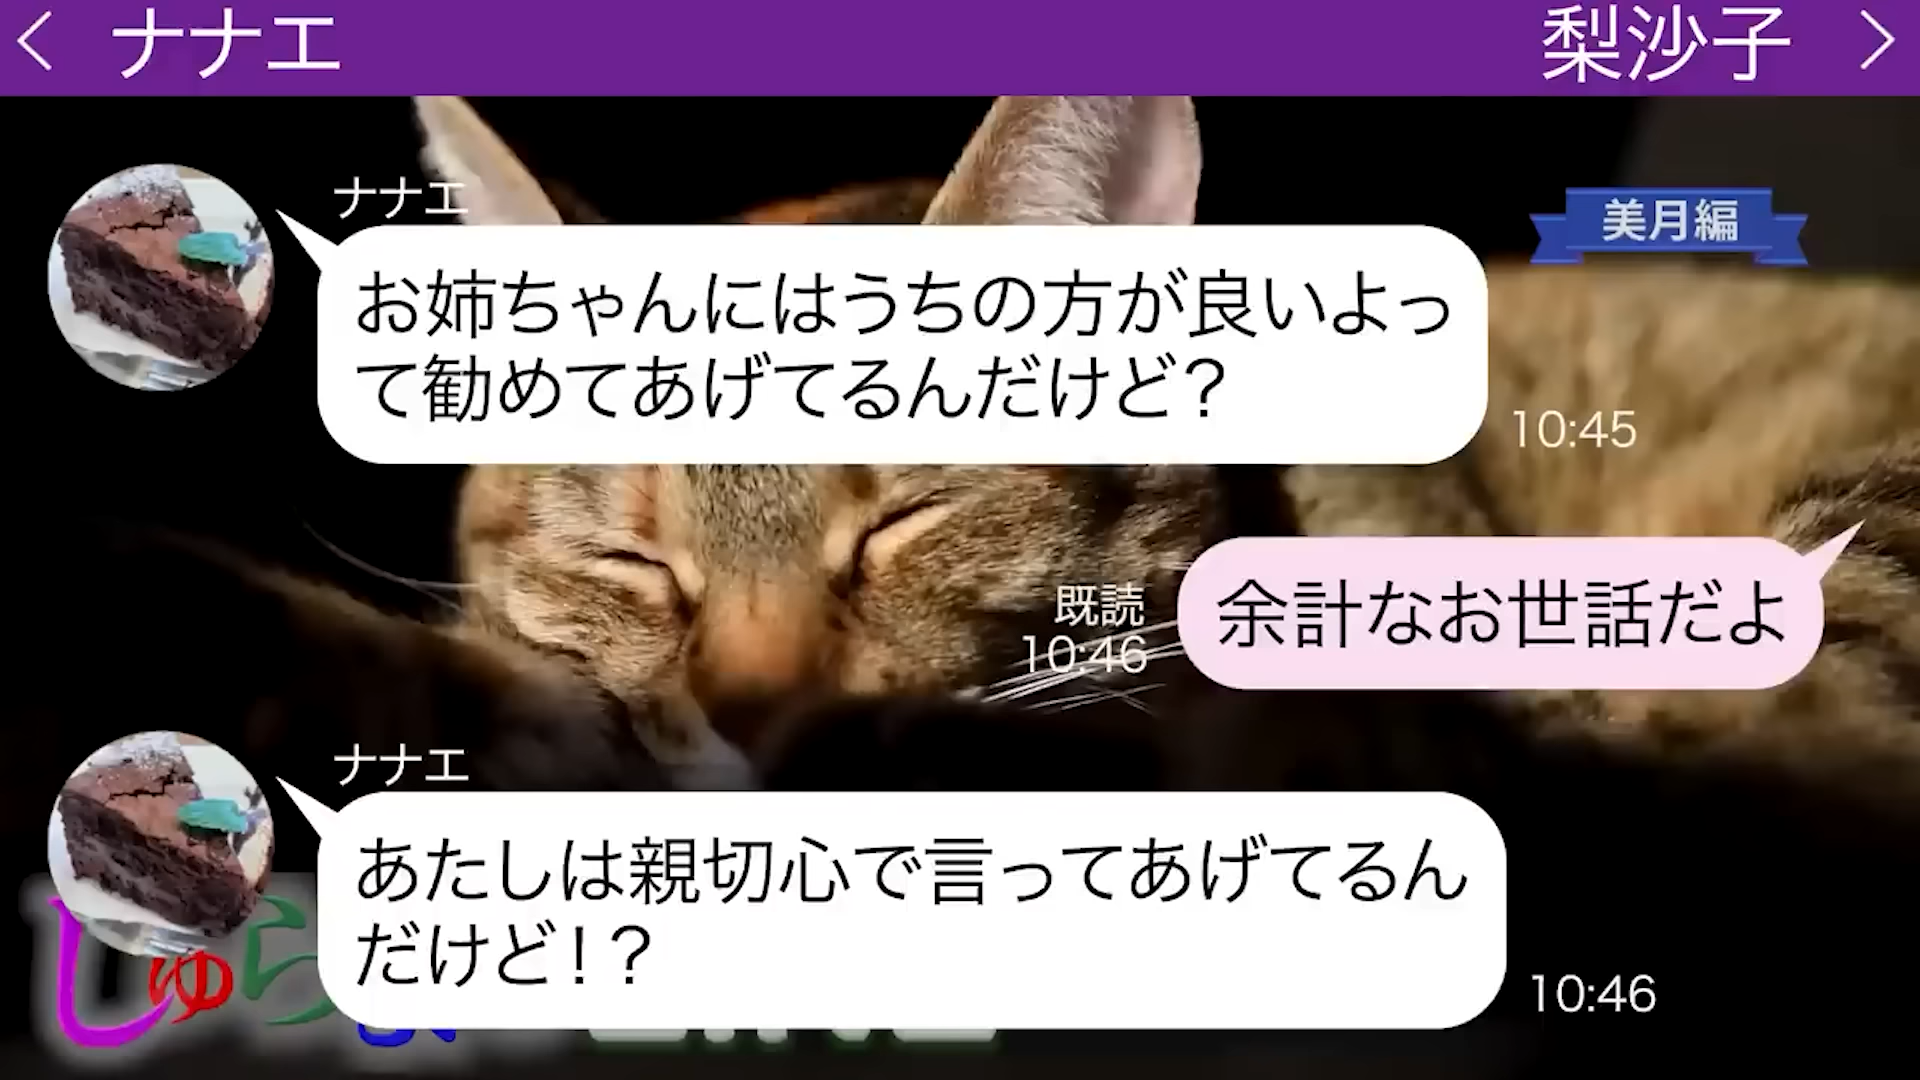 ナナエ
梨沙子
美月編
ナナエ
お姉ちゃんにはうちの方が良いよっ
て勧めてあげてるんだけど？
10:45
余計なお世話だよ
既読
10:46
ナナエ
あたしは親切心で言ってあげてるん
だけど！？
10:46
しゅら